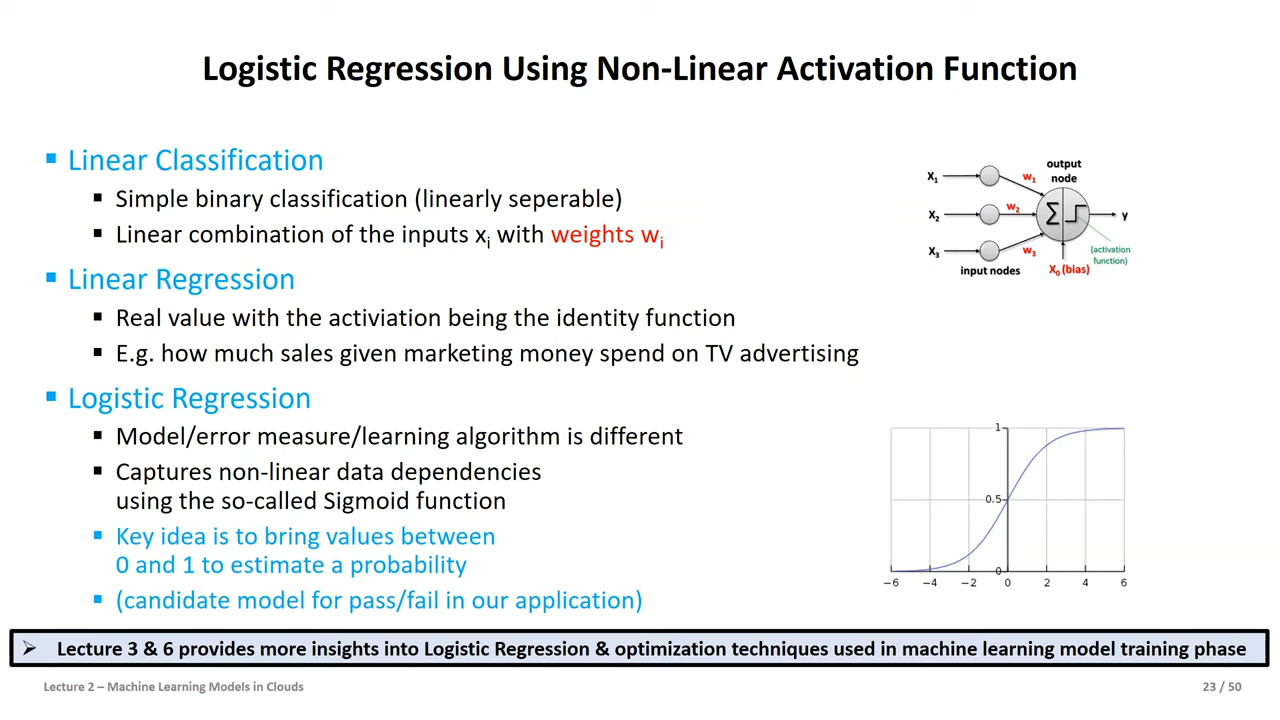 Logistic Regression Using Non-Linear Activation Function
Linear Classification
Simple binary classification (linearly seperable)
Linear combination of the inputs xi with weights wi
Linear Regression
Real value with the activiation being the identity function
E.g. how much sales given marketing money spend on TV advertising
Logistic Regression
Model/error measure/learning algorithm is different
Captures non-linear data dependencies
using the so-called Sigmoid function
Key idea is to bring values between
0 and 1 to estimate a probability
(candidate model for pass/fail in our application)
output
node
X1
w1
X2
w2
Σ
y
X3
w3
(activation
function)
input nodes
X0 (bias)
1
0.5
0
−6 −4 −2 0 2 4 6
Lecture 3 & 6 provides more insights into Logistic Regression & optimization techniques used in machine learning model training phase
Lecture 2 – Machine Learning Models in Clouds
23 / 50